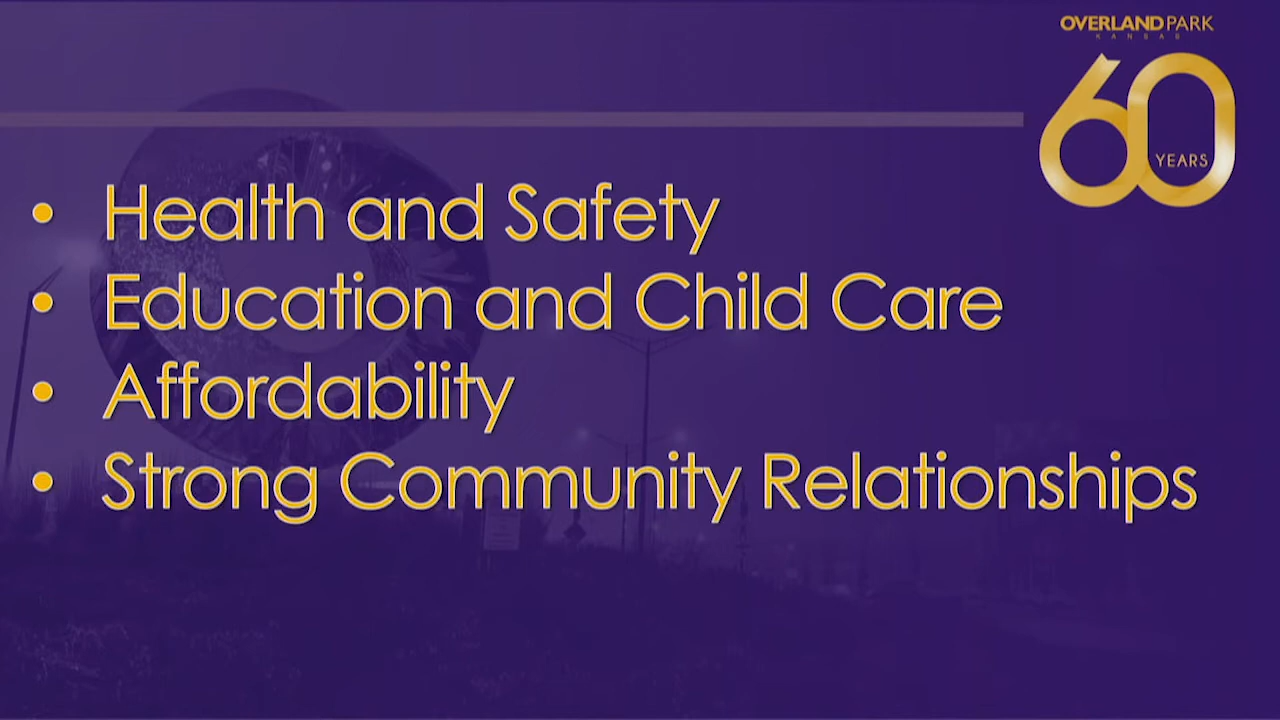 OVERLAND PARK
KANSAS
60
YEARS
• Health and Safety
• Education and Child Care
• Affordability
• Strong Community Relationships